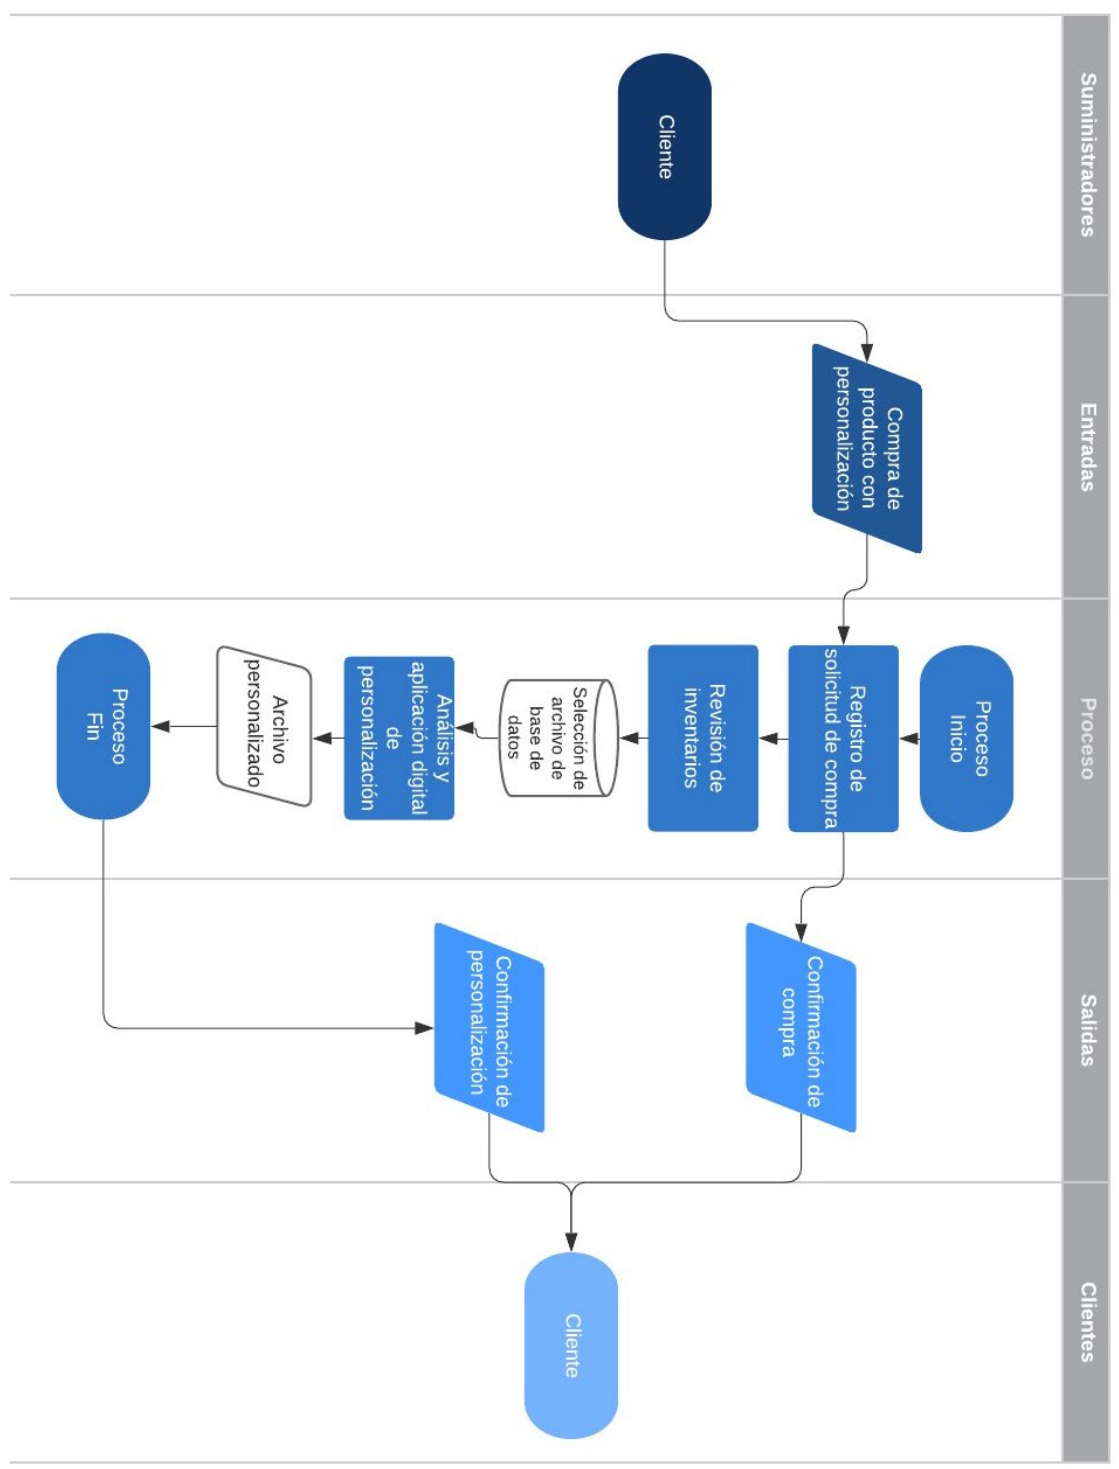 Suministradores
Entradas
Proceso
Salidas
Clientes
Cliente
Compra de
producto con
personalización
Proceso
Inicio
Registro de
solicitud de compra
Revisión de
inventarios
Selección de
archivo de
base de
datos
Análisis y
aplicación digital
de
personalización
Archivo
personalizado
Proceso
Fin
Confirmación de
compra
Confirmación de
personalización
Cliente